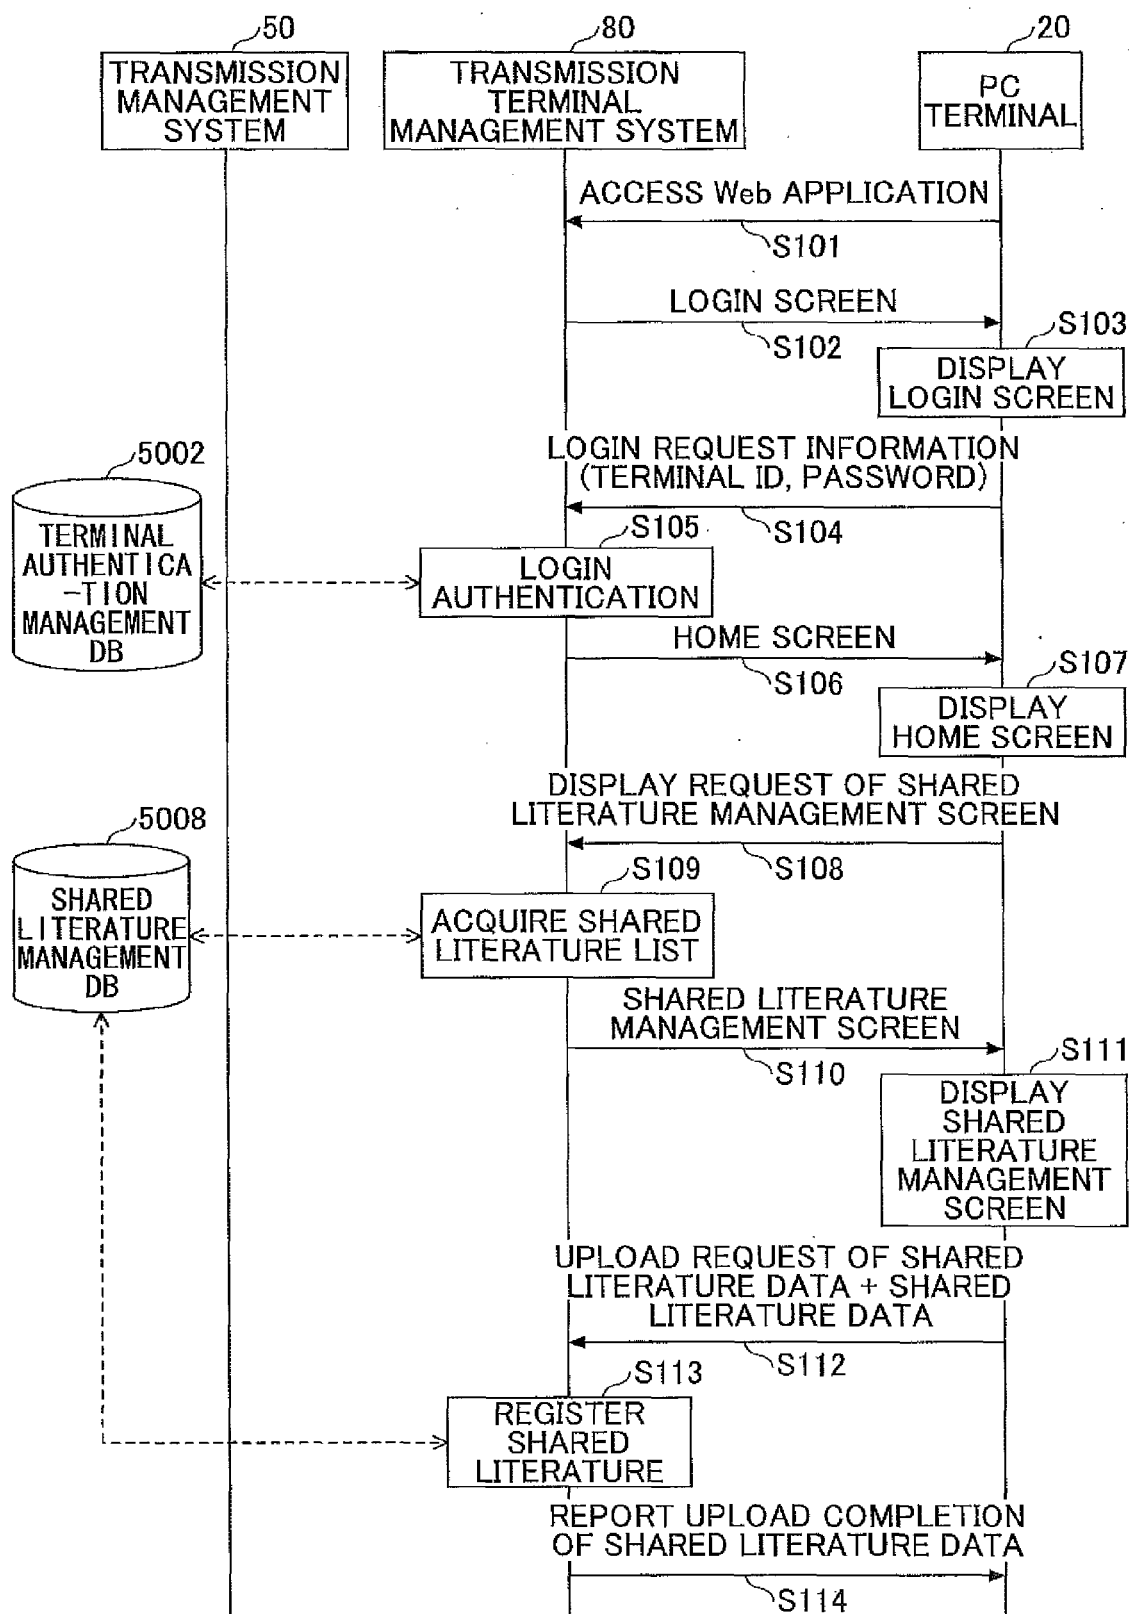 50
80
20
TRANSMISSION
MANAGEMENT
SYSTEM
TRANSMISSION
TERMINAL
MANAGEMENT SYSTEM
PC
TERMINAL
ACCESS Web APPLICATION
S101
LOGIN SCREEN
S102
S103
DISPLAY
LOGIN SCREEN
LOGIN REQUEST INFORMATION
(TERMINAL ID, PASSWORD)
S104
5002
TERMINAL
AUTHENTICA
-TION
MANAGEMENT
DB
S105
LOGIN
AUTHENTICATION
HOME SCREEN
S106
S107
DISPLAY
HOME SCREEN
DISPLAY REQUEST OF SHARED
LITERATURE MANAGEMENT SCREEN
S108
5008
SHARED
LITERATURE
MANAGEMENT
DB
S109
ACQUIRE SHARED
LITERATURE LIST
SHARED LITERATURE
MANAGEMENT SCREEN
S110
S111
DISPLAY
SHARED
LITERATURE
MANAGEMENT
SCREEN
UPLOAD REQUEST OF SHARED
LITERATURE DATA + SHARED
LITERATURE DATA
S112
S113
REGISTER
SHARED
LITERATURE
REPORT UPLOAD COMPLETION
OF SHARED LITERATURE DATA
S114